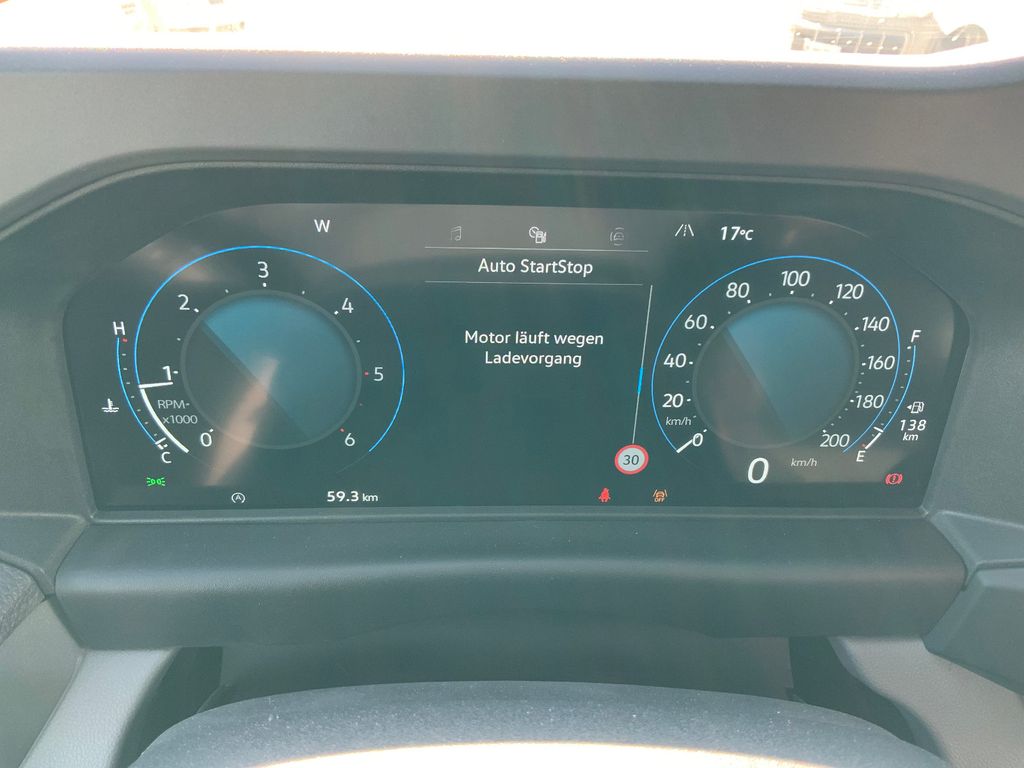 W
17°C
Auto StartStop
Motor läuft wegen
Ladevorgang
H
C
RPM
x1000
0
1
2
3
4
5
6
0
20
40
60
80
100
120
140
160
180
200
km/h
F
E
138
km
30
0 km/h
A
59.3 km
OFF